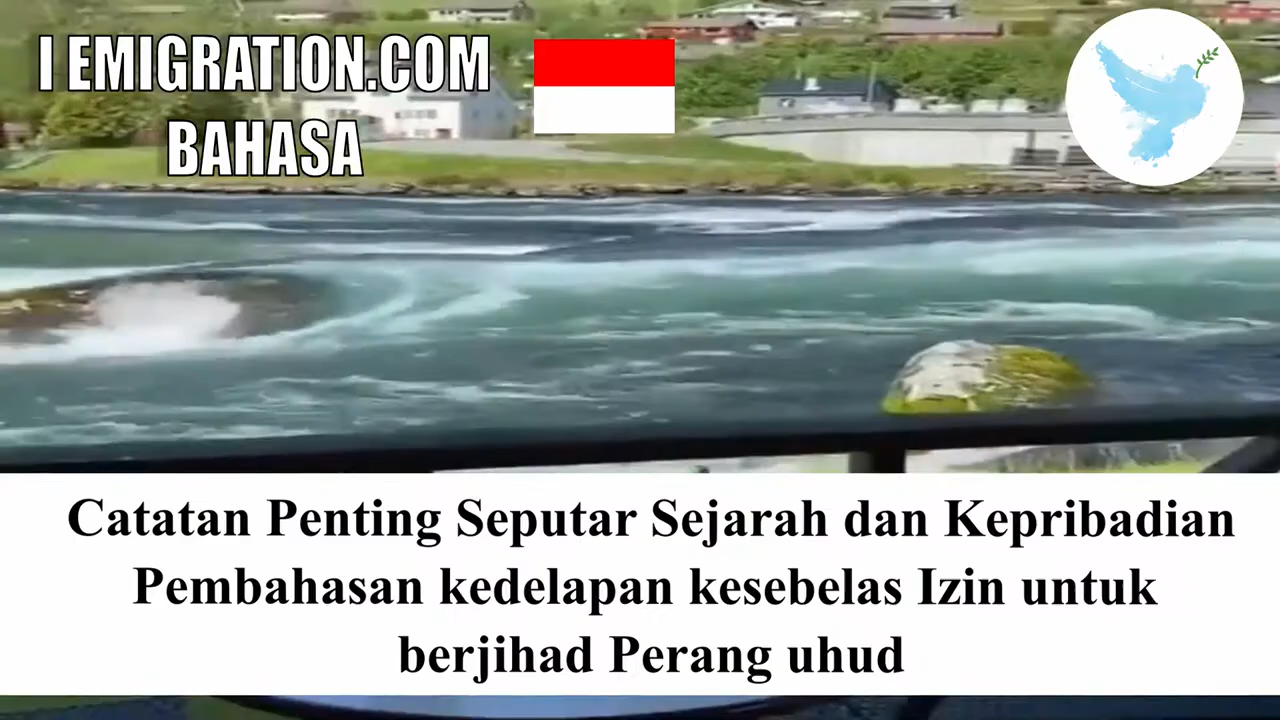 I EMIGRATION.COM
BAHASA
Catatan Penting Seputar Sejarah dan Kepribadian
Pembahasan kedelapan kesebelas Izin untuk
berjihad Perang uhud